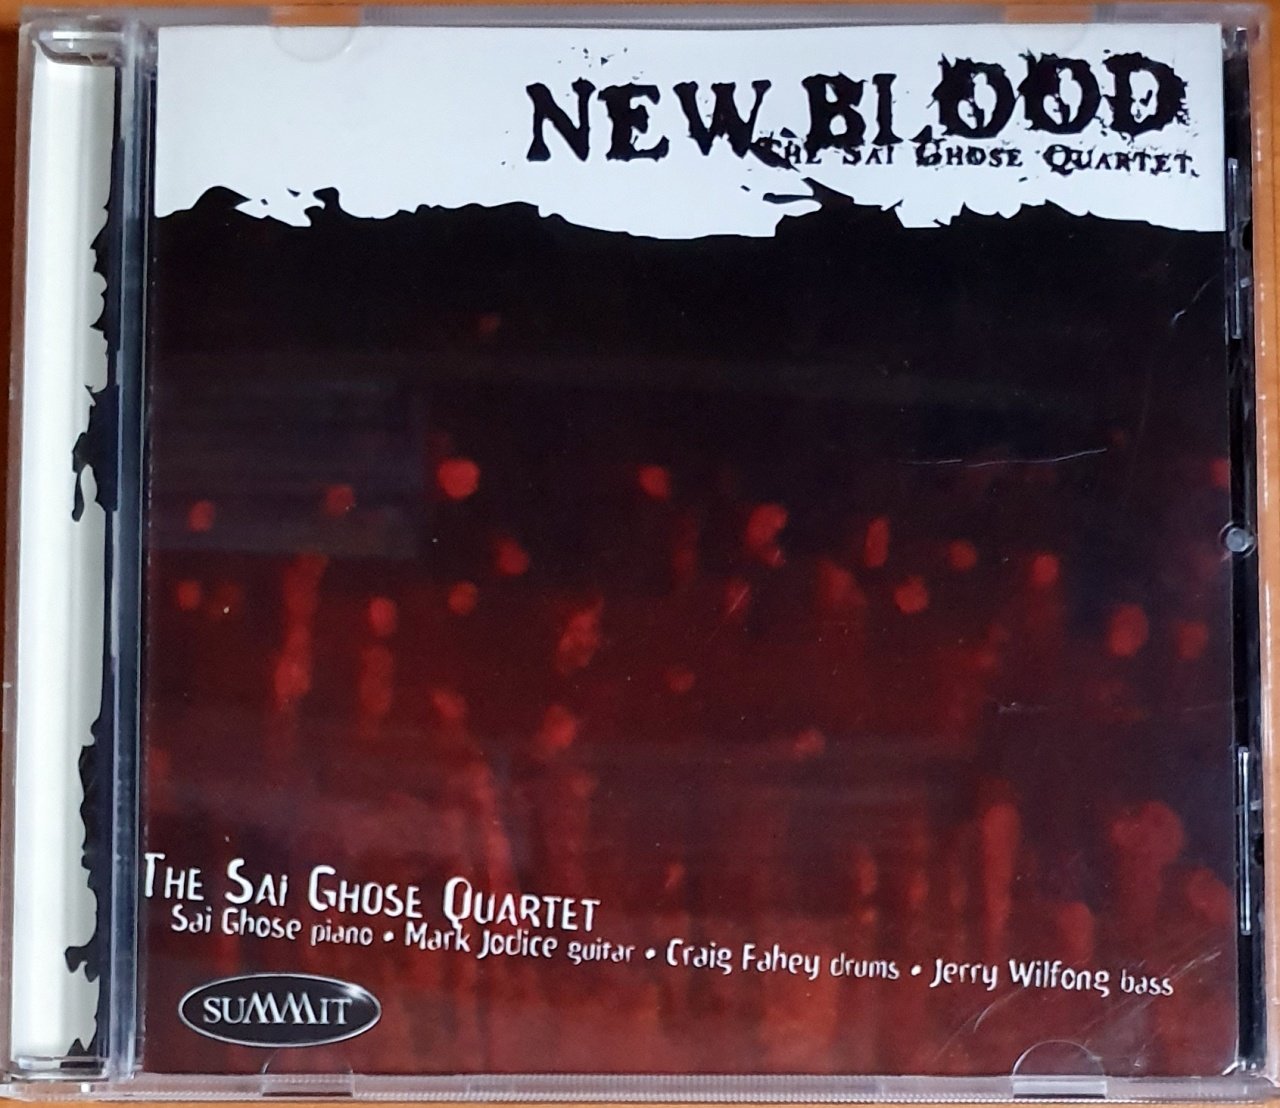 NEW BLOOD
THE SAI GHOSE QUARTET
THE SAI GHOSE QUARTET
Sai Ghose piano • Mark Jodice guitar • Craig Fahey drums • Jerry Wilfong bass
SUMMIT